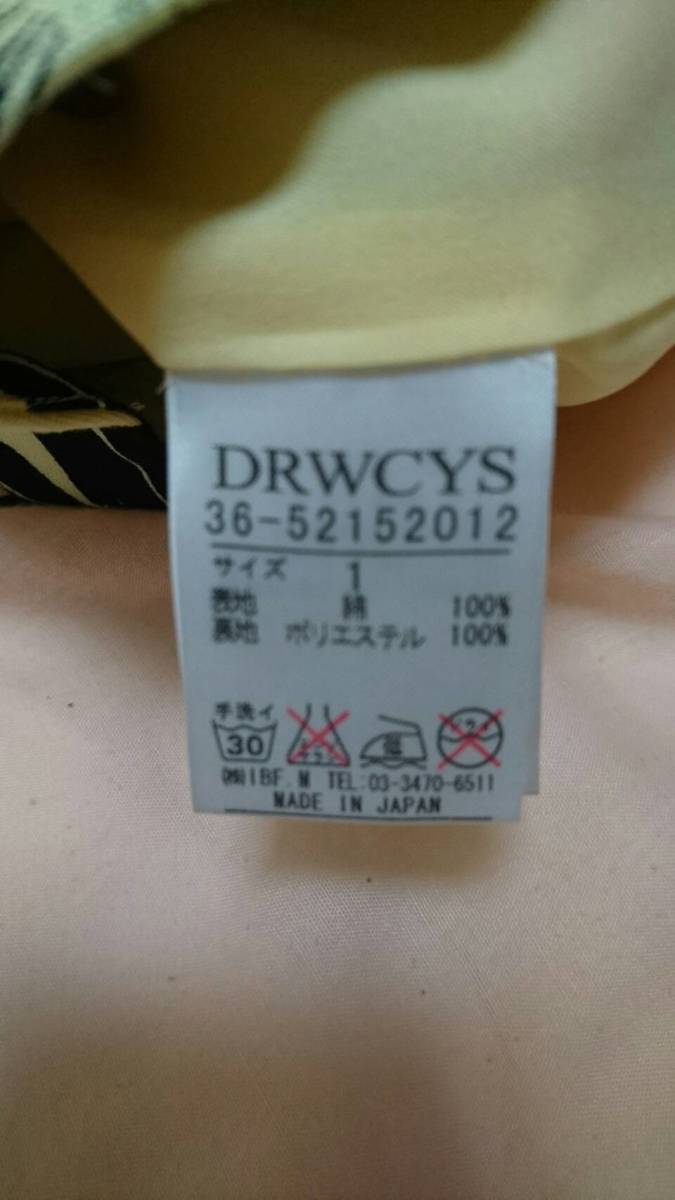 DRWCYS
36-52152012
サイズ 1
表地 綿 100%
裏地 ポリエステル 100%
手洗イ
30
低
㈱IBF.M TEL:03-3470-6511
MADE IN JAPAN